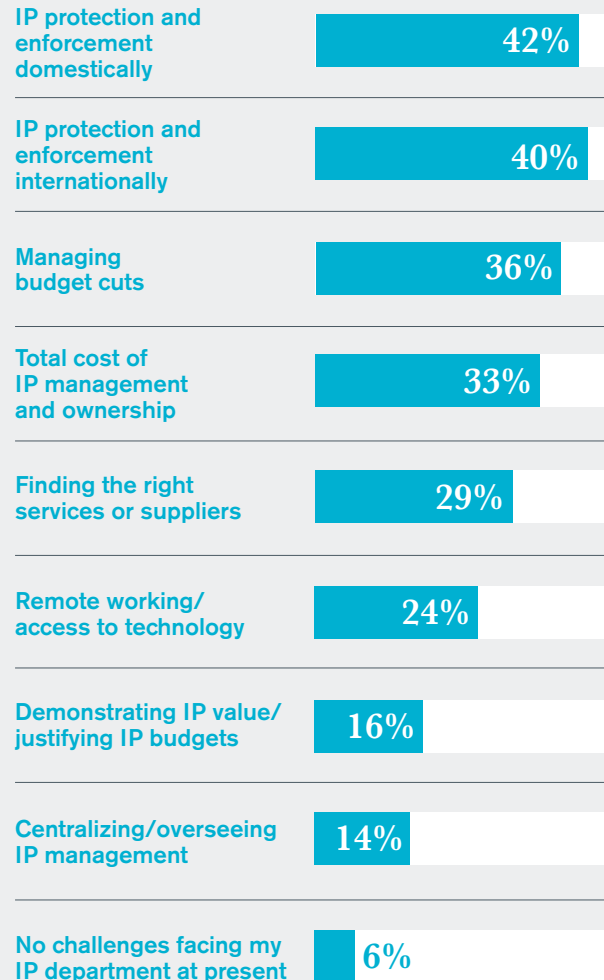 IP protection and
enforcement
domestically
42%
IP protection and
enforcement
internationally
40%
Managing
budget cuts
36%
Total cost of
IP management
and ownership
33%
Finding the right
services or suppliers
29%
Remote working/
access to technology
24%
Demonstrating IP value/
justifying IP budgets
16%
Centralizing/overseeing
IP management
14%
No challenges facing my
IP department at present
6%